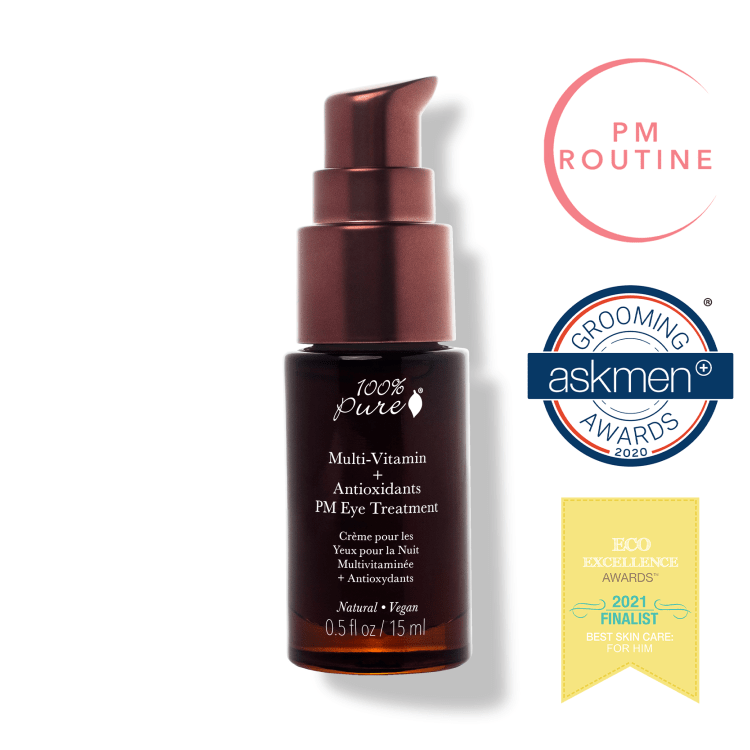 100%
pure®
Multi-Vitamin
+
Antioxidants
PM Eye Treatment
Crème pour les
Yeux pour la Nuit
Multivitaminée
+ Antioxydants
Natural • Vegan
0.5 fl oz / 15 ml
PM
ROUTINE
®
GROOMING
askmen+
AWARDS
2020
ECO
EXCELLENCE
AWARDS™
2021
FINALIST
BEST SKIN CARE:
FOR HIM